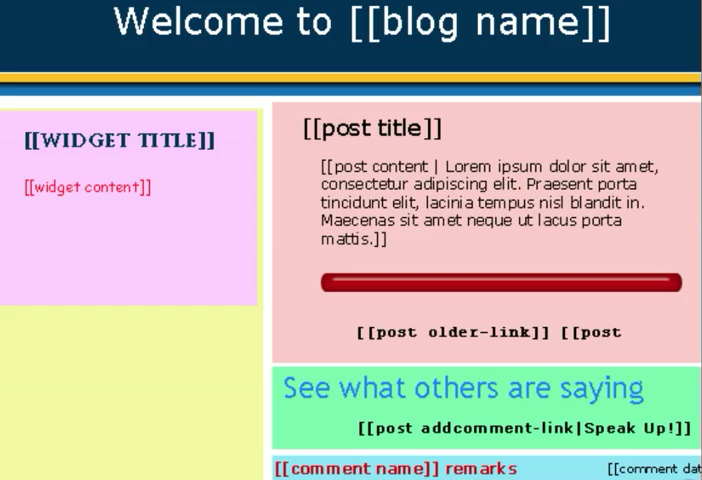 Welcome to [[blog name]]
[[WIDGET TITLE]]
[[widget content]]
[[post title]]
[[post content | Lorem ipsum dolor sit amet,
consectetur adipiscing elit. Praesent porta
tincidunt elit, lacinia tempus nisl blandit in.
Maecenas sit amet neque ut lacus porta
mattis.]]
[[post older-link]] [[post
See what others are saying
[[post addcomment-link|Speak Up!]]
[[comment name]] remarks
[[comment dat